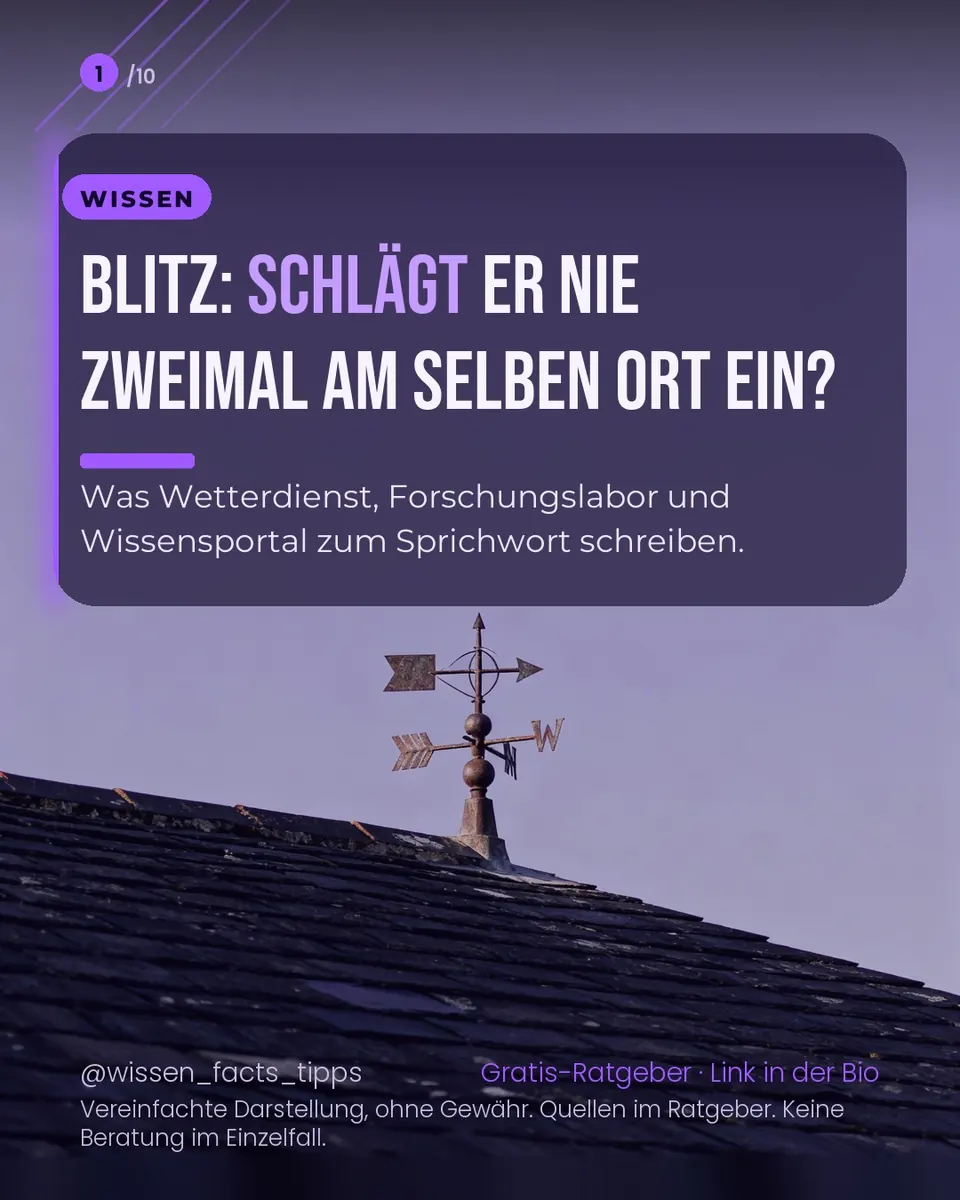 1 /10
WISSEN
BLITZ: SCHLÄGT ER NIE
ZWEIMAL AM SELBEN ORT EIN?
Was Wetterdienst, Forschungslabor und
Wissensportal zum Sprichwort schreiben.
W
N
@wissen_facts_tipps
Gratis-Ratgeber · Link in der Bio
Vereinfachte Darstellung, ohne Gewähr. Quellen im Ratgeber. Keine
Beratung im Einzelfall.